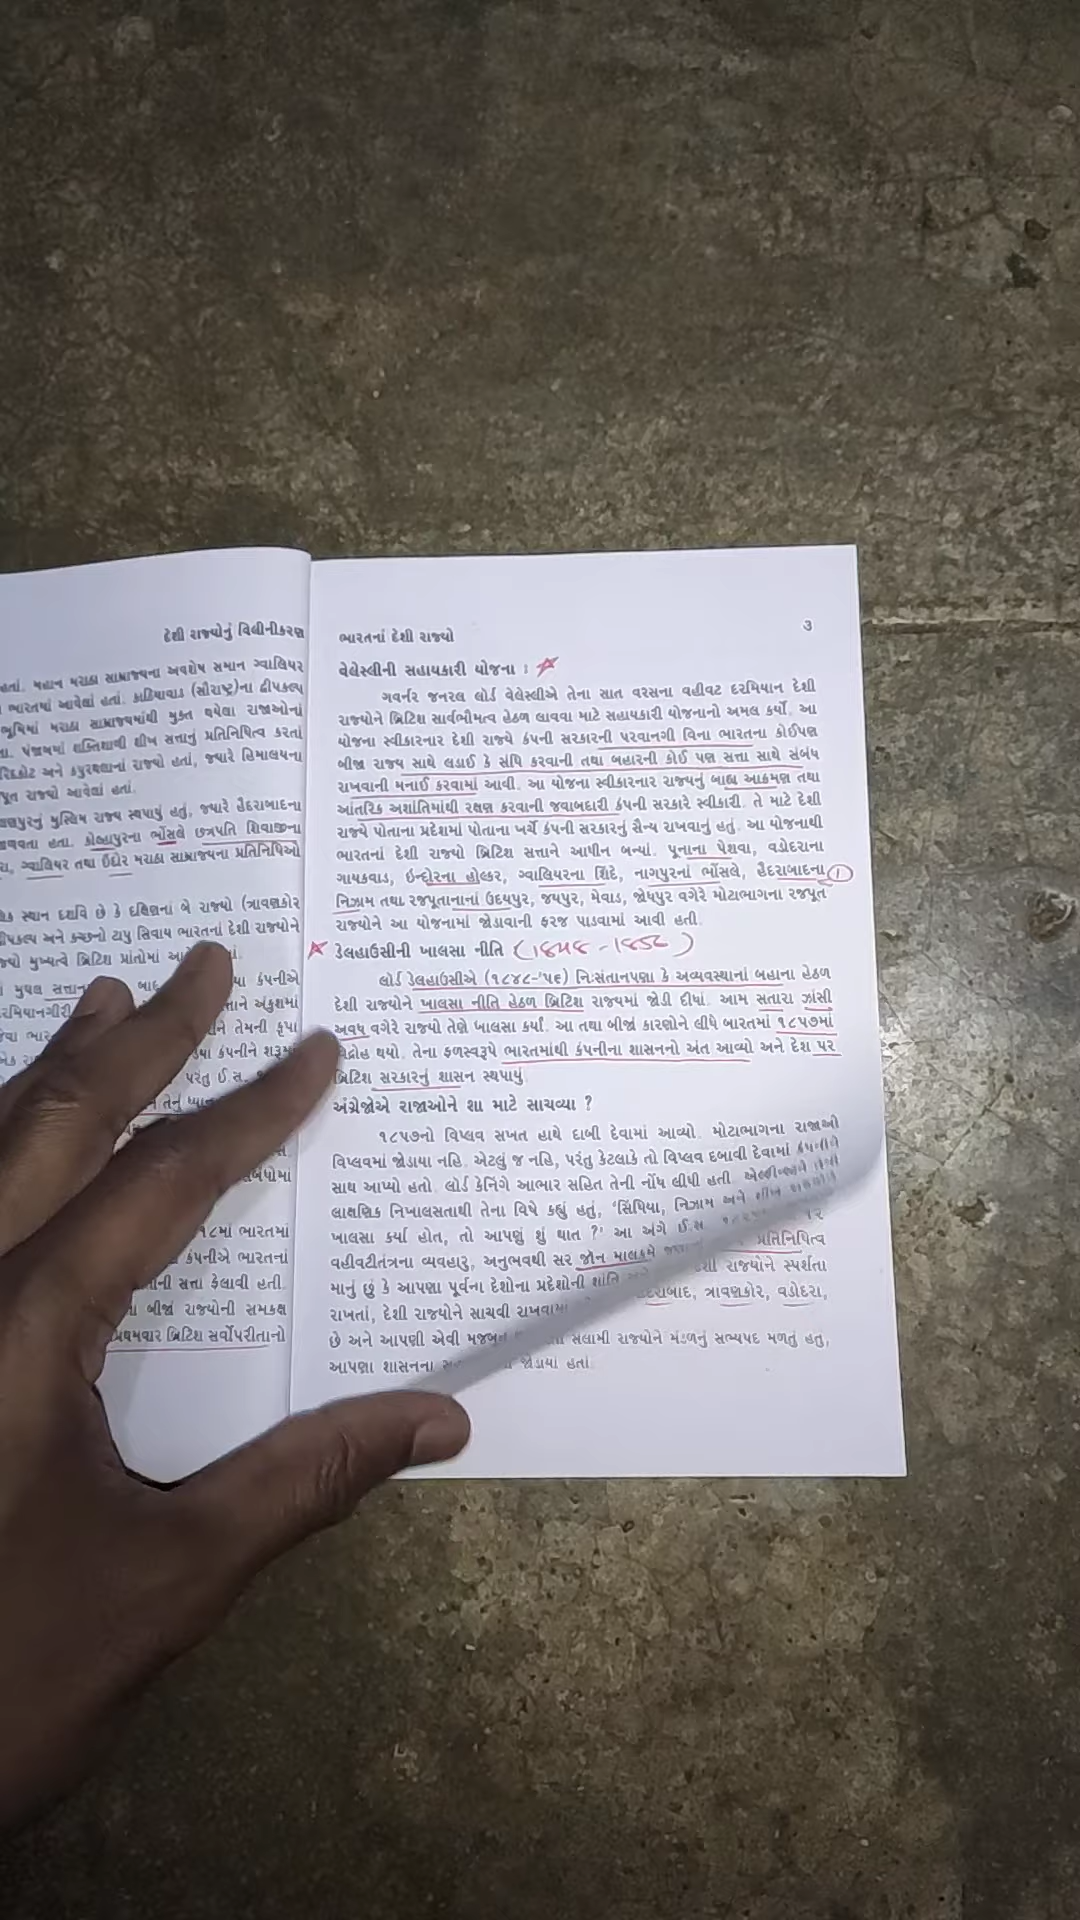 દેશી રાજ્યોનું વિલીનીકરણ
હતાં. મહાન મરાઠા સામ્રાજ્યના અવશેષ સમાન ગ્વાલિયર
ભારતમાં આવેલાં હતાં. કાઠિયાવાડ (સૌરાષ્ટ્ર)ના દ્વીપકલ્પ
ભૂમિમાં મરાઠા સામ્રાજ્યમાંથી મુક્ત થયેલા રાજાઓનાં
પંજાબમાં શક્તિશાળી શીખ સત્તાનું પ્રતિનિધિત્વ કરતાં
અને કપુરથલાનાં રાજ્યો હતાં, જ્યારે હિમાલયના
રાજ્યો આવેલાં હતાં.
મુસ્લિમ રાજ્ય સ્થપાયું હતું, જ્યારે હૈદરાબાદના
હતા. કોલ્હાપુરના ભોંસલે છત્રપતિ શિવાજીના
ગ્વાલિયર તથા ઇંદોર મરાઠા સામ્રાજ્યના પ્રતિનિધિઓ
સ્થાન દર્શાવે છે કે દક્ષિણનાં બે રાજ્યો (ત્રાવણકોર
અને કચ્છનો ટાપુ સિવાય ભારતનાં દેશી રાજ્યોને
મુખ્યત્વે બ્રિટિશ પ્રાંતોમાં
મુઘલ બાદ કંપનીએ
અંકુશમાં
તેમની કૃપા
કંપનીને
પરંતુ ઈ.સ.
તેનું
ભારતમાં
કંપનીએ ભારતનાં
સત્તા ફેલાવી હતી.
બીજાં રાજ્યોની સમકક્ષ
બ્રિટિશ સર્વોપરીતાનો
ભારતનાં દેશી રાજ્યો ૩
વેલેસ્લીની સહાયકારી યોજના :
ગવર્નર જનરલ લોર્ડ વેલેસ્લીએ તેના સાત વરસના વહીવટ દરમિયાન દેશી
રાજ્યોને બ્રિટિશ સાર્વભૌમત્વ હેઠળ લાવવા માટે સહાયકારી યોજનાનો અમલ કર્યો. આ
યોજના સ્વીકારનાર દેશી રાજ્યે કંપની સરકારની પરવાનગી વિના ભારતના કોઈપણ
બીજા રાજ્ય સાથે લડાઈ કે સંધિ કરવાની તથા બહારની કોઈ પણ સત્તા સાથે સંબંધ
રાખવાની મનાઈ કરવામાં આવી. આ યોજના સ્વીકારનાર રાજ્યનું બાહ્ય આક્રમણ તથા
આંતરિક અશાંતિમાંથી રક્ષણ કરવાની જવાબદારી કંપની સરકારે સ્વીકારી. તે માટે દેશી
રાજ્યે પોતાના પ્રદેશમાં પોતાના ખર્ચે કંપની સરકારનું સૈન્ય રાખવાનું હતું. આ યોજનાથી
ભારતનાં દેશી રાજ્યો બ્રિટિશ સત્તાને આધીન બન્યાં. પૂનાના પેશવા, વડોદરાના
ગાયકવાડ, ઇન્દોરના હોલ્કર, ગ્વાલિયરના શિંદે, નાગપુરનાં ભોંસલે, હૈદરાબાદના ①
નિઝામ તથા રજપૂતાનાનાં ઉદયપુર, જયપુર, મેવાડ, જોધપુર વગેરે મોટાભાગના રજપૂત
રાજ્યોને આ યોજનામાં જોડાવાની ફરજ પાડવામાં આવી હતી.
ડેલહાઉસીની ખાલસા નીતિ (૧૮૪૮-૧૮૫૬)
લોર્ડ ડેલહાઉસીએ (૧૮૪૮-'૫૬) નિઃસંતાનપણા કે અવ્યવસ્થાનાં બહાના હેઠળ
દેશી રાજ્યોને ખાલસા નીતિ હેઠળ બ્રિટિશ રાજ્યમાં જોડી દીધાં. આમ સતારા ઝાંસી
અવધ વગેરે રાજ્યો તેણે ખાલસા કર્યાં. આ તથા બીજાં કારણોને લીધે બારતમાં ૧૮૫૭માં
વિદ્રોહ થયો. તેના ફળસ્વરૂપે ભારતમાંથી કંપનીના શાસનનો અંત આવ્યો અને દેશ પર
બ્રિટિશ સરકારનું શાસન સ્થપાયું.
અંગ્રેજોએ રાજાઓને શા માટે સાચવ્યા ?
૧૮૫૭નો વિપ્લવ સખત હાથે દાબી દેવામાં આવ્યો. મોટાભાગના રાજાઓ
વિપ્લવમાં જોડાયા નહિ. એટલું જ નહિ, પરંતુ કેટલાકે તો વિપ્લવ દબાવી દેવામાં કંપનીને
સાથ આપ્યો હતો. લોર્ડ કેનિંગે આભાર સહિત તેની નોંધ લીધી હતી
લાક્ષણિક નિખાલસતાથી તેના વિષે કહ્યું હતું, 'સિંધિયા, નિઝામ અને શીખ
ખાલસા કર્યા હોત, તો આપણું શું થાત ?' આ અંગે ઈ.સ.
વહીવટીતંત્રના વ્યવહારુ, અનુભવથી સર જોન માલકમે પ્રતિનિધિત્વ
માનું છું કે આપણા પૂર્વના દેશોના પ્રદેશોની શાંતિ રાજ્યોને સ્પર્શતા
રાખતાં, દેશી રાજ્યોને સાચવી રાખવામાં ત્રાવણકોર, વડોદરા,
છે અને આપણી એવી મજબૂત સલામી રાજ્યોને મંડળનું સભ્યપદ મળતું હતું,
આપણા શાસનના જોડાયાં હતાં.